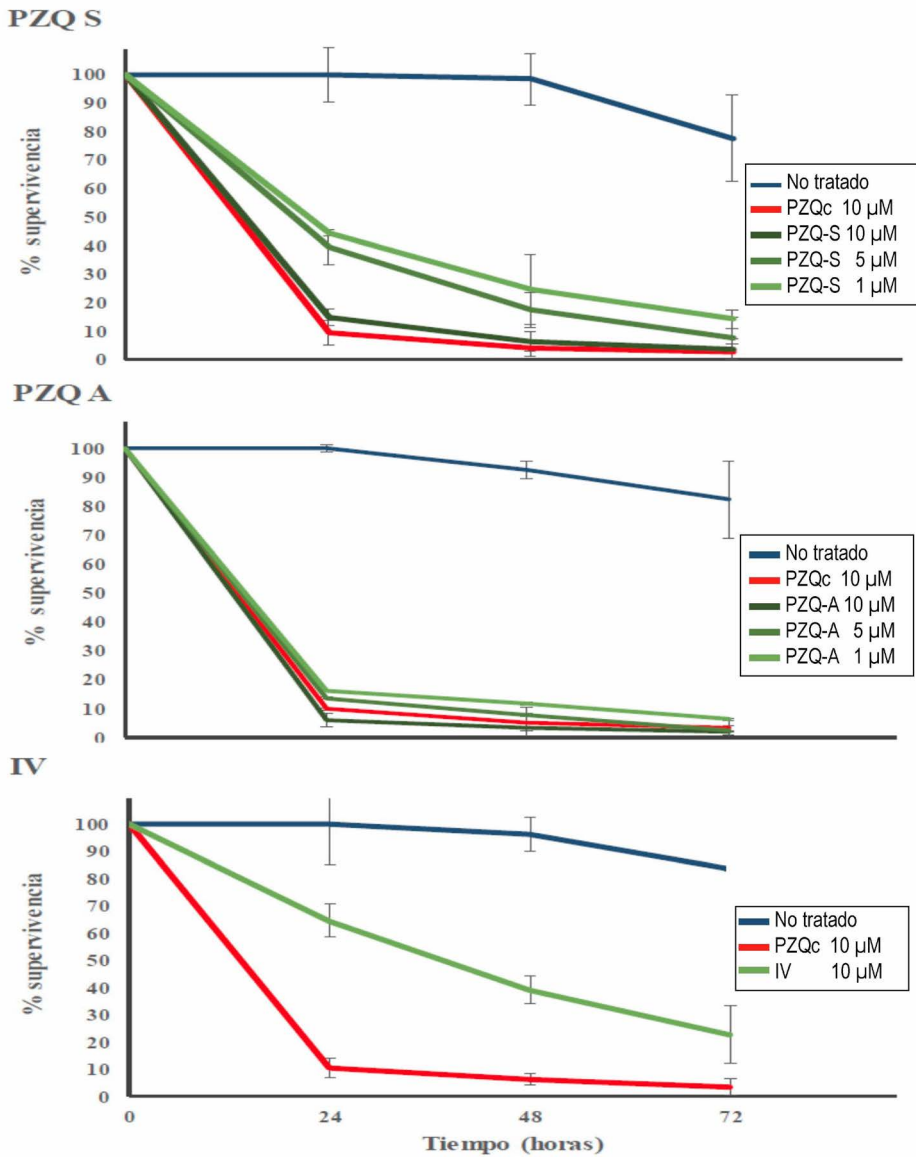 PZQ S
100
90
80
70
60
50
40
30
20
10
0
% supervivencia
No tratado
PZQc 10 µM
PZQ-S 10 µM
PZQ-S 5 µM
PZQ-S 1 µM
PZQ A
100
90
80
70
60
50
40
30
20
10
0
% supervivencia
No tratado
PZQc 10 µM
PZQ-A 10 µM
PZQ-A 5 µM
PZQ-A 1 µM
IV
100
90
80
70
60
50
40
30
20
10
0
% supervivencia
No tratado
PZQc 10 µM
IV 10 µM
0 24 48 72
Tiempo (horas)